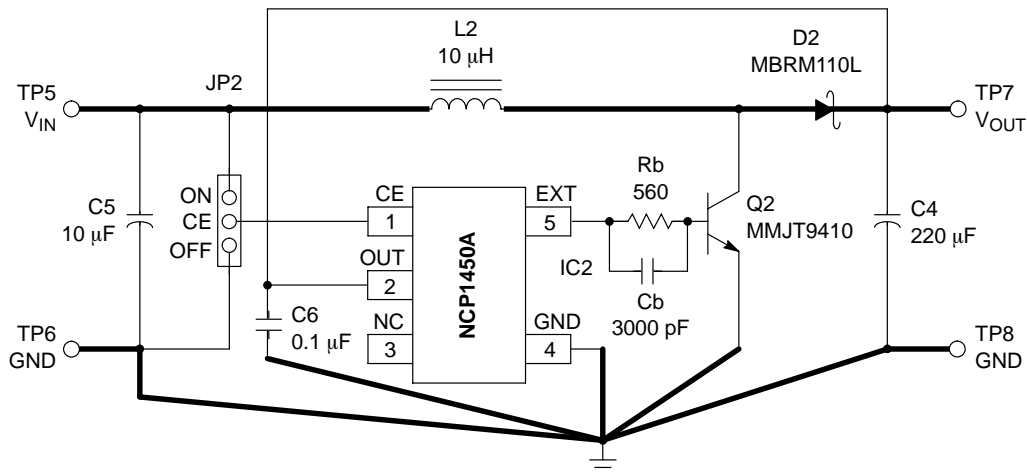 L2
10 μH
D2
MBRM110L
JP2
TP5
VIN
TP7
VOUT
ON
CE
OFF
C5
10 μF
CE
1
OUT
2
NC
3
NCP1450A
EXT
5
GND
4
Rb
560
IC2
Cb
3000 pF
Q2
MMJT9410
C4
220 μF
C6
0.1 μF
TP6
GND
TP8
GND